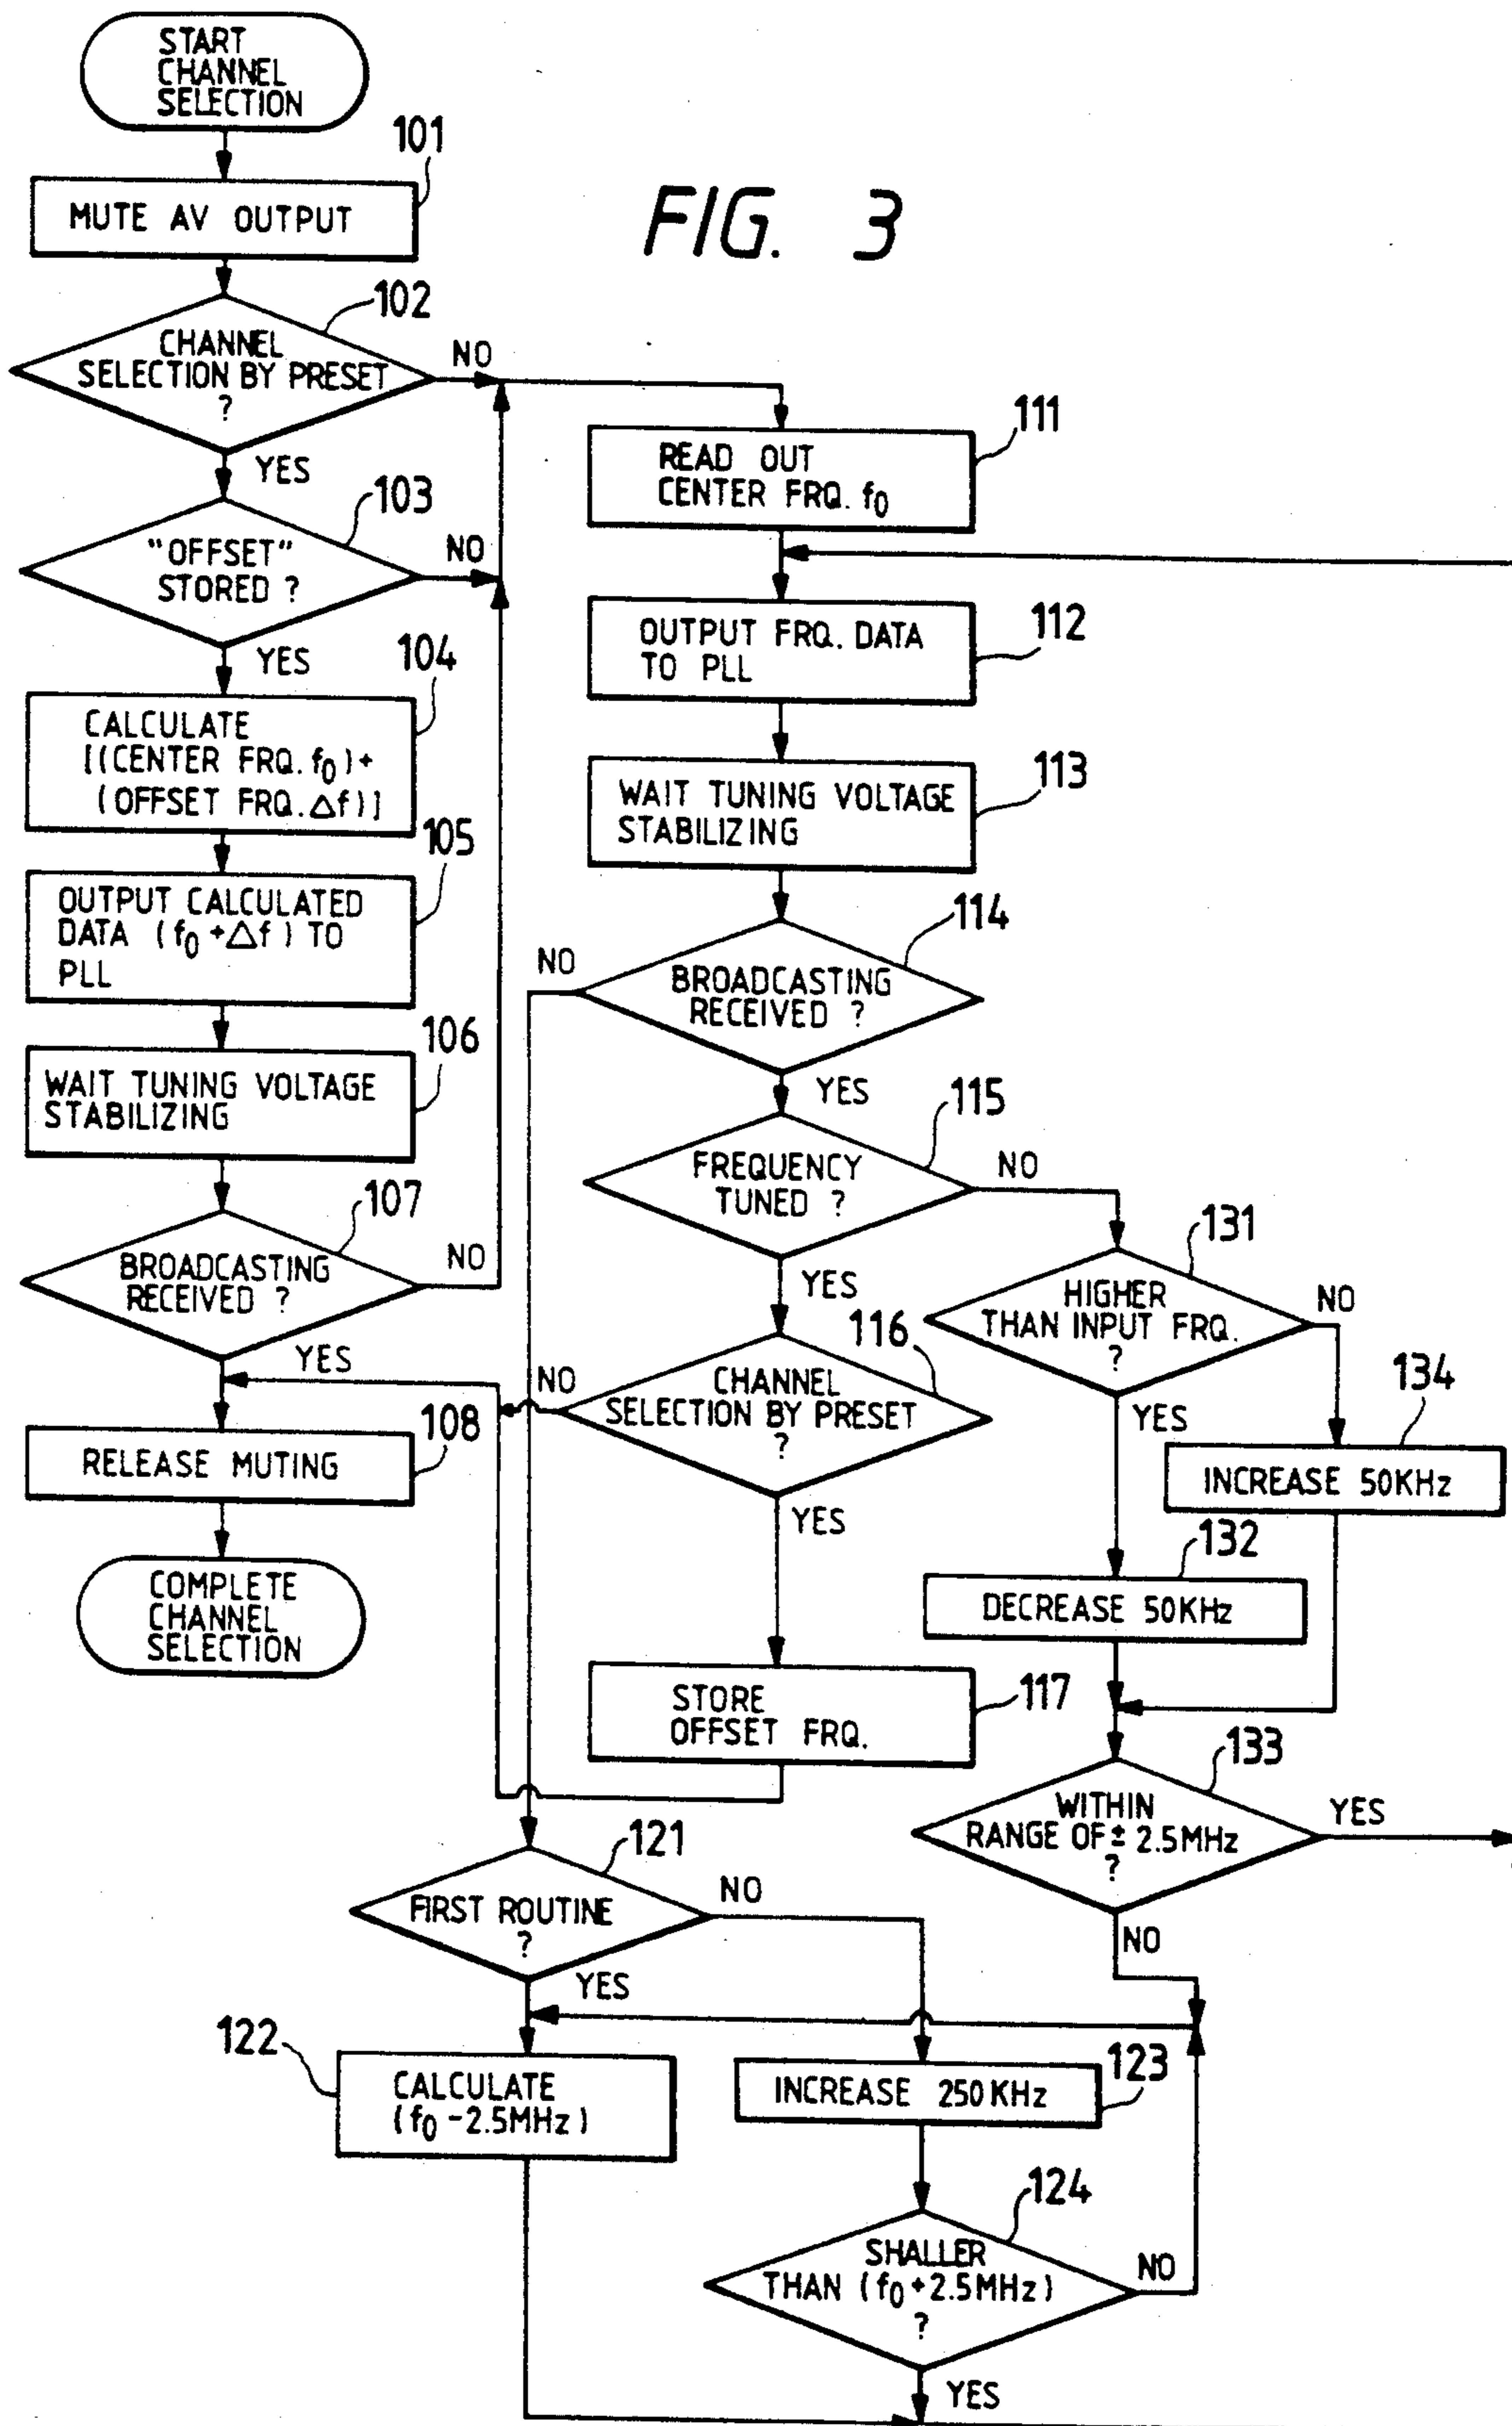 START
CHANNEL
SELECTION
101
MUTE AV OUTPUT
FIG. 3
102
CHANNEL
SELECTION BY PRESET
?
NO
YES
103
"OFFSET"
STORED ?
NO
YES
104
CALCULATE
[(CENTER FRQ. f0)+
(OFFSET FRQ. Δf)]
105
OUTPUT CALCULATED
DATA (f0 +Δf) TO
PLL
106
WAIT TUNING VOLTAGE
STABILIZING
107
BROADCASTING
RECEIVED ?
NO
YES
108
RELEASE MUTING
COMPLETE
CHANNEL
SELECTION
111
READ OUT
CENTER FRQ. f0
112
OUTPUT FRQ. DATA
TO PLL
113
WAIT TUNING VOLTAGE
STABILIZING
114
NO
BROADCASTING
RECEIVED ?
YES
115
FREQUENCY
TUNED ?
NO
YES
116
NO
CHANNEL
SELECTION BY PRESET
?
YES
117
STORE
OFFSET FRQ.
131
HIGHER
THAN INPUT FRQ.
?
NO
YES
134
INCREASE 50KHz
132
DECREASE 50KHz
133
WITHIN
RANGE OF ± 2.5MHz
?
YES
NO
121
FIRST ROUTINE
?
NO
YES
122
CALCULATE
(f0 -2.5MHz)
123
INCREASE 250KHz
124
SHALLER
THAN (f0 +2.5MHz)
?
NO
YES